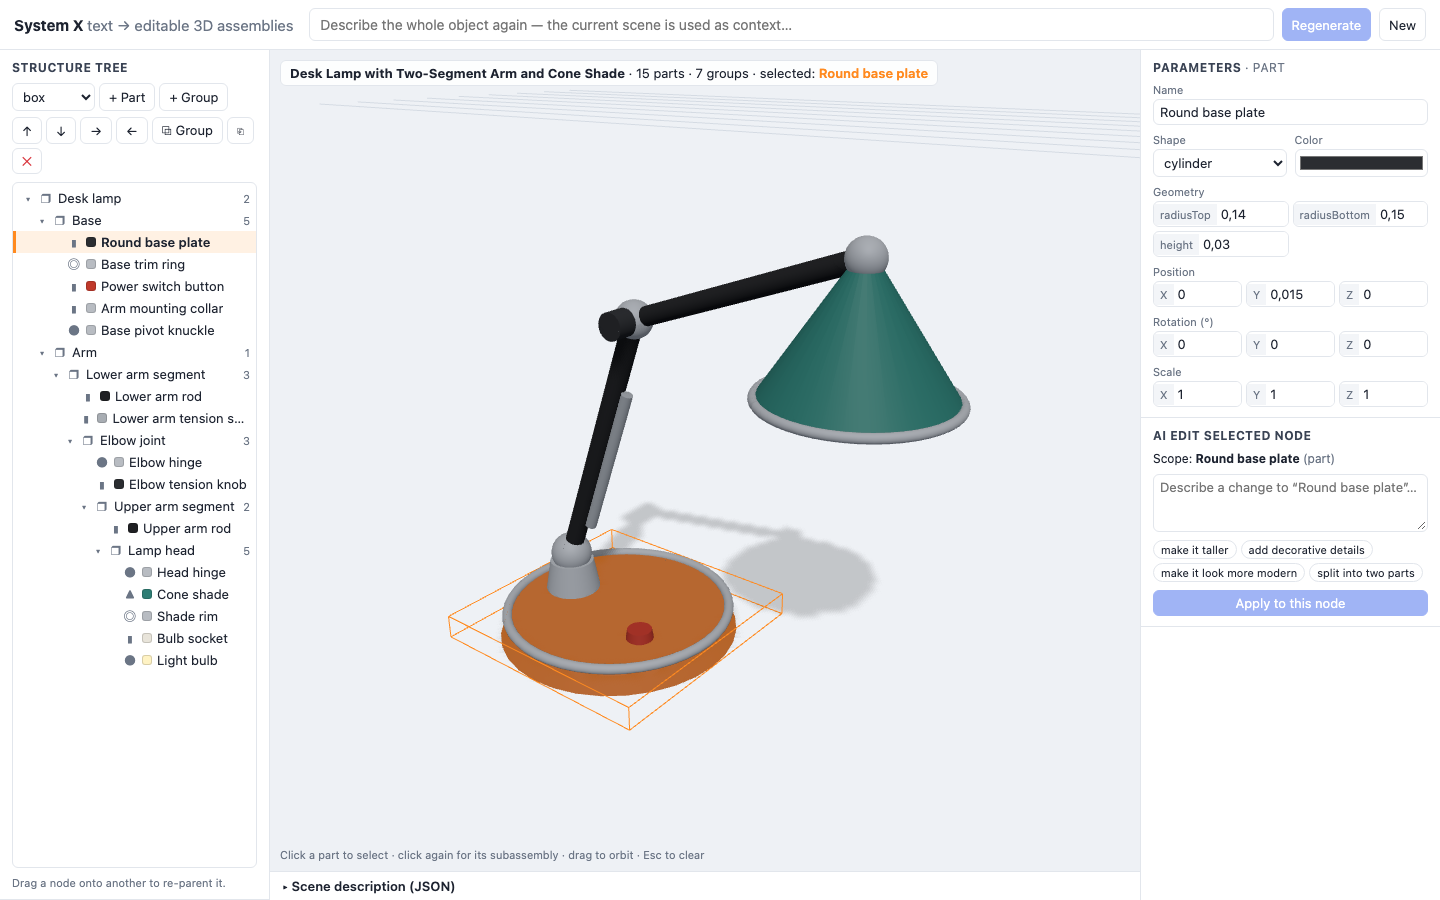 System X text → editable 3D assemblies
Describe the whole object again — the current scene is used as context...
Regenerate
New
STRUCTURE TREE
box
+ Part
+ Group
↑
↓
→
←
Group
Desk lamp 2
Base 5
Round base plate
Base trim ring
Power switch button
Arm mounting collar
Base pivot knuckle
Arm 1
Lower arm segment 3
Lower arm rod
Lower arm tension s...
Elbow joint 3
Elbow hinge
Elbow tension knob
Upper arm segment 2
Upper arm rod
Lamp head 5
Head hinge
Cone shade
Shade rim
Bulb socket
Light bulb
Drag a node onto another to re-parent it.
Desk Lamp with Two-Segment Arm and Cone Shade · 15 parts · 7 groups · selected: Round base plate
Click a part to select · click again for its subassembly · drag to orbit · Esc to clear
Scene description (JSON)
PARAMETERS · PART
Name
Round base plate
Shape Color
cylinder
Geometry
radiusTop 0,14 radiusBottom 0,15
height 0,03
Position
X 0 Y 0,015 Z 0
Rotation (°)
X 0 Y 0 Z 0
Scale
X 1 Y 1 Z 1
AI EDIT SELECTED NODE
Scope: Round base plate (part)
Describe a change to “Round base plate”...
make it taller add decorative details
make it look more modern split into two parts
Apply to this node